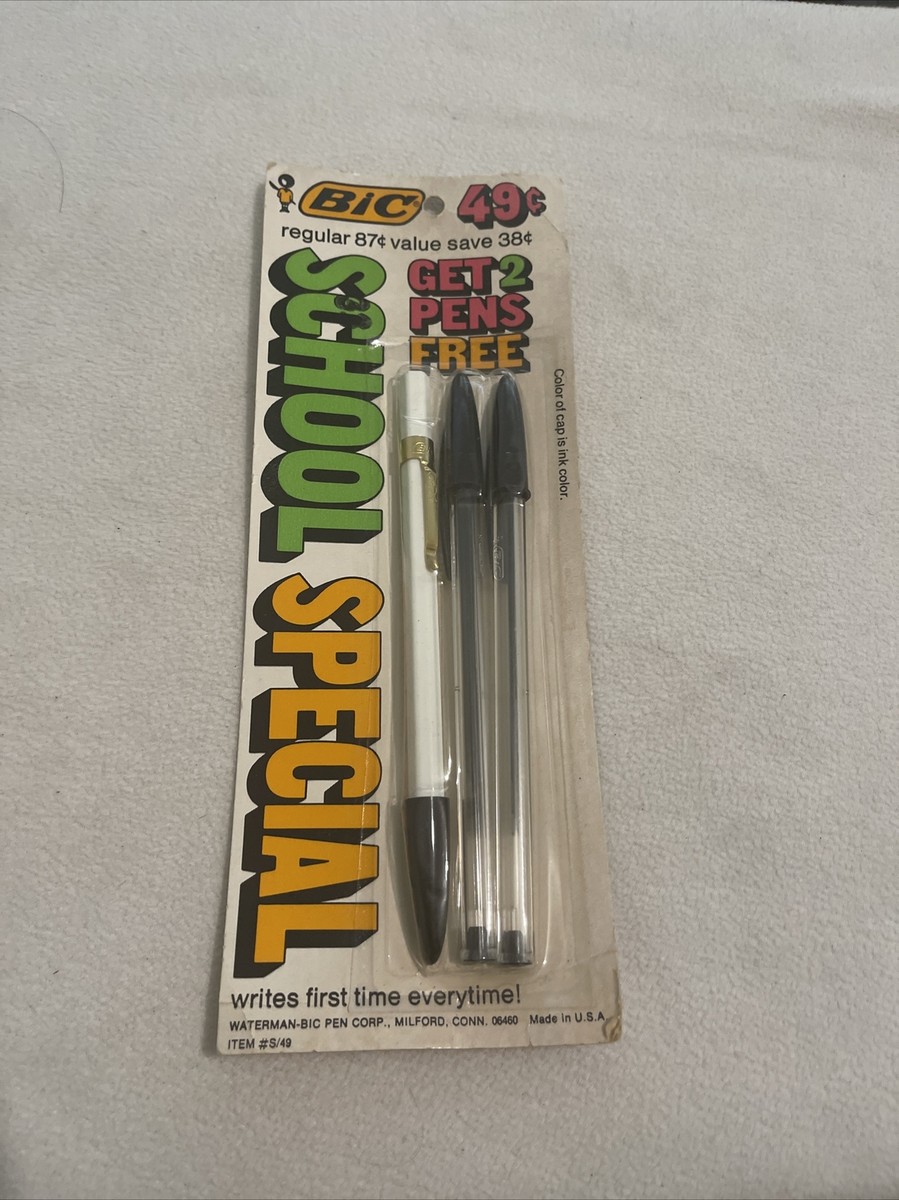 BiC 49¢
regular 87¢ value save 38¢
GET 2
PENS
FREE
SCHOOL SPECIAL
Color of cap is ink color.
writes first time everytime!
WATERMAN-BIC PEN CORP., MILFORD, CONN. 06460 Made in U.S.A.
ITEM #S/49